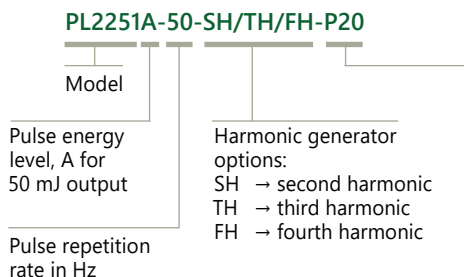 PL2251A-50-SH/TH/FH-P20
Model
Pulse energy
level, A for
50 mJ output
Pulse repetition
rate in Hz
Harmonic generator
options:
SH → second harmonic
TH → third harmonic
FH → fourth harmonic